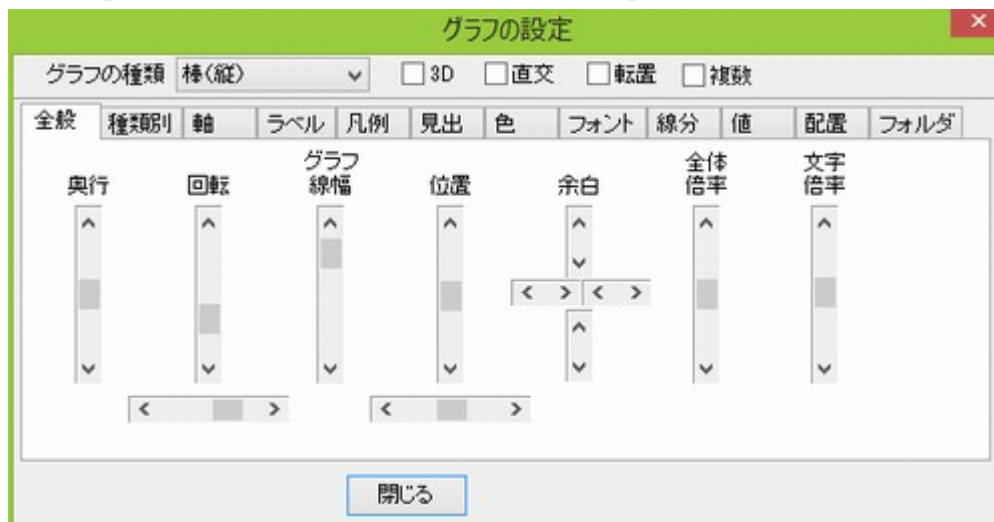 グラフの設定
グラフの種類 棒(縦) 3D 直交 転置 複数
全般 種類別 軸 ラベル 凡例 見出 色 フォント 線分 値 配置 フォルダ
奥行 回転 グラフ線幅 位置 余白 全体倍率 文字倍率
閉じる